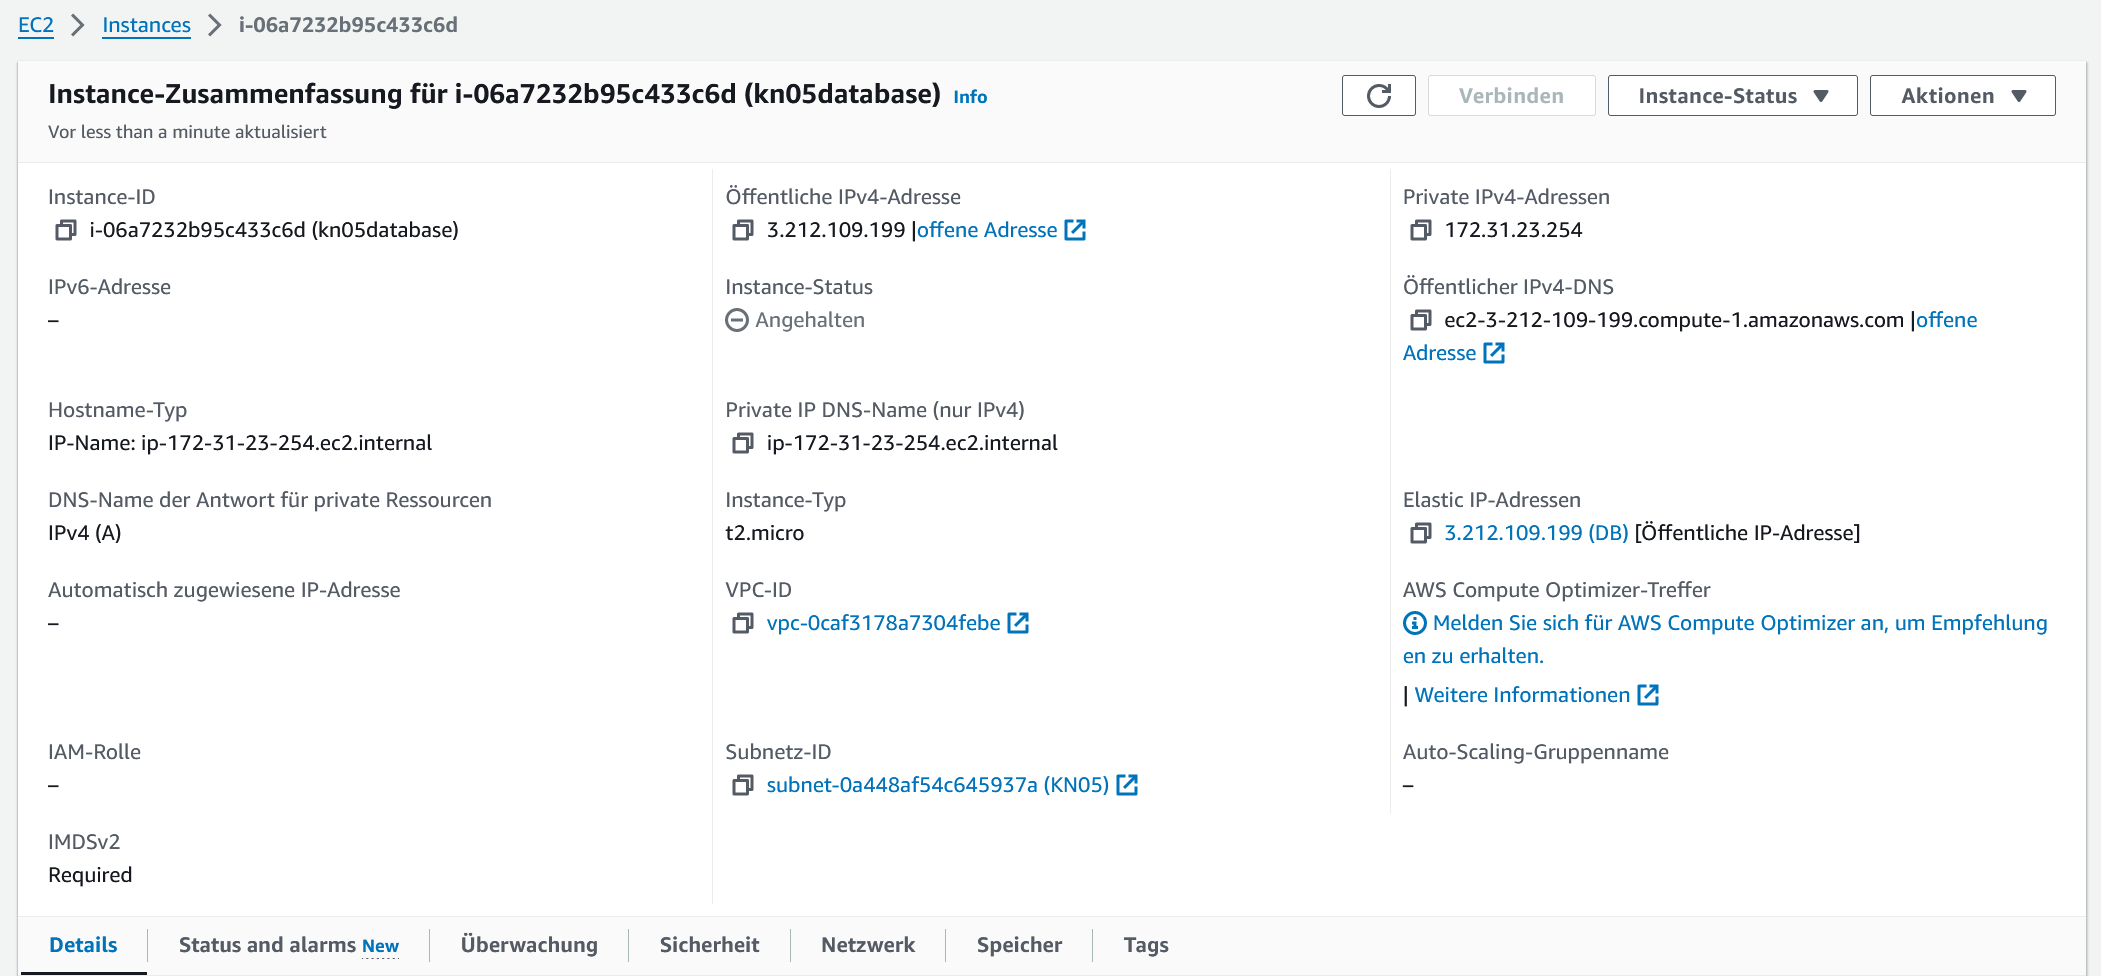 EC2 > Instances > i-06a7232b95c433c6d
Instance-Zusammenfassung für i-06a7232b95c433c6d (kn05database) Info
Vor less than a minute aktualisiert
Verbinden
Instance-Status
Aktionen
Instance-ID
i-06a7232b95c433c6d (kn05database)
Öffentliche IPv4-Adresse
3.212.109.199 |offene Adresse
Private IPv4-Adressen
172.31.23.254
IPv6-Adresse
–
Instance-Status
Angehalten
Öffentlicher IPv4-DNS
ec2-3-212-109-199.compute-1.amazonaws.com |offene
Adresse
Hostname-Typ
IP-Name: ip-172-31-23-254.ec2.internal
Private IP DNS-Name (nur IPv4)
ip-172-31-23-254.ec2.internal
DNS-Name der Antwort für private Ressourcen
IPv4 (A)
Instance-Typ
t2.micro
Elastic IP-Adressen
3.212.109.199 (DB) [Öffentliche IP-Adresse]
Automatisch zugewiesene IP-Adresse
–
VPC-ID
vpc-0caf3178a7304febe
AWS Compute Optimizer-Treffer
Melden Sie sich für AWS Compute Optimizer an, um Empfehlung
en zu erhalten.
| Weitere Informationen
IAM-Rolle
–
Subnetz-ID
subnet-0a448af54c645937a (KN05)
Auto-Scaling-Gruppenname
–
IMDSv2
Required
Details
Status and alarms New
Überwachung
Sicherheit
Netzwerk
Speicher
Tags